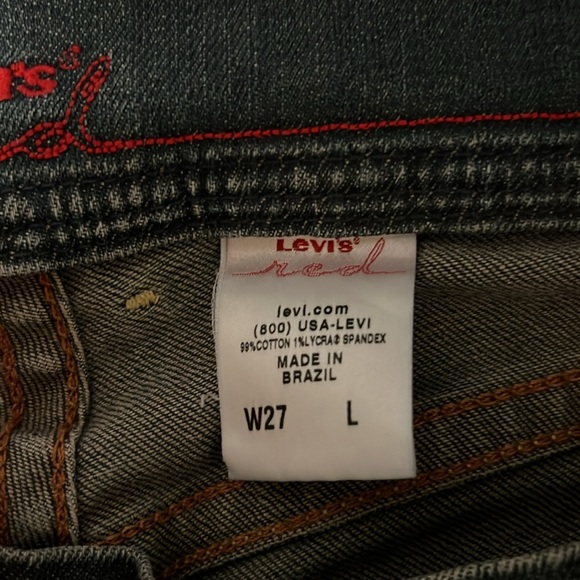 Levi's
red
levi.com
(800) USA-LEVI
99%COTTON 1%LYCRA® SPANDEX
MADE IN
BRAZIL
W27 L